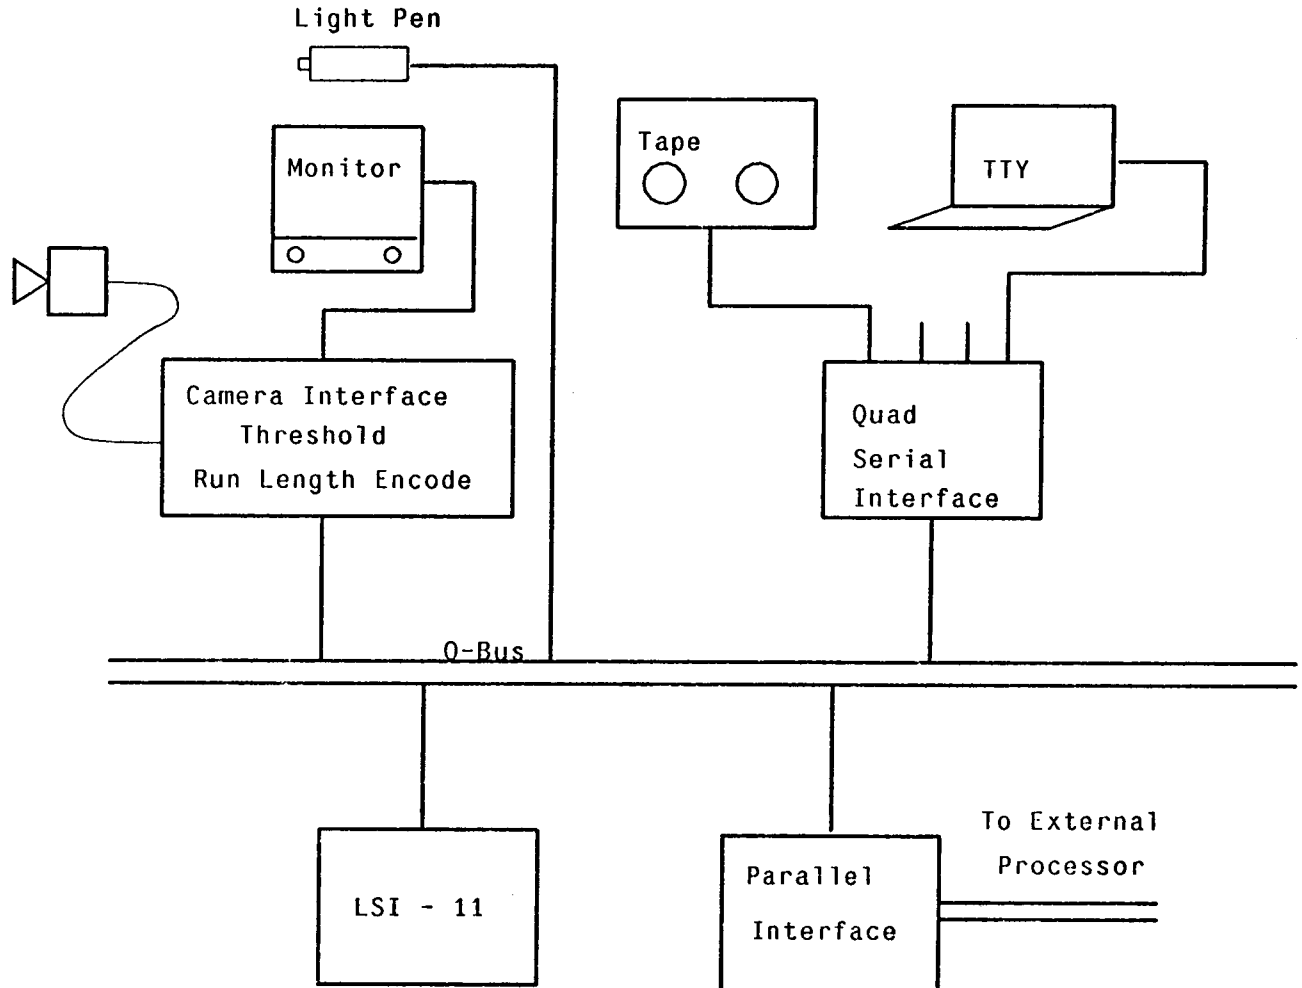 Light Pen
Monitor
Tape
TTY
Camera Interface
Threshold
Run Length Encode
Quad
Serial
Interface
Q-Bus
LSI - 11
To External
Processor
Parallel
Interface